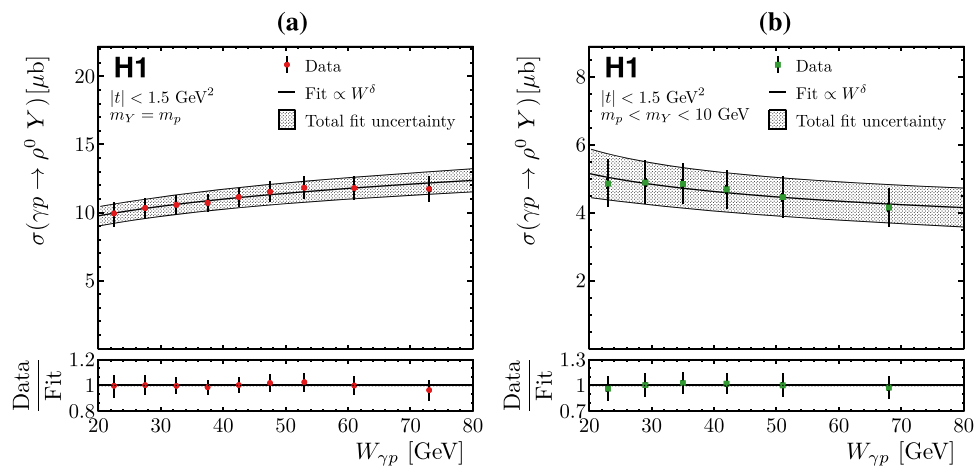 (a)
σ(γp → ρ⁰ Y) [μb]
20
15
10
5
H1
|t| < 1.5 GeV²
m_Y = m_p
Data
Fit ∝ W^δ
Total fit uncertainty
Data
Fit
1.2
1
0.8
20 30 40 50 60 70 80
W_γp [GeV]
(b)
σ(γp → ρ⁰ Y) [μb]
8
6
4
2
H1
|t| < 1.5 GeV²
m_p < m_Y < 10 GeV
Data
Fit ∝ W^δ
Total fit uncertainty
Data
Fit
1.3
1
0.7
20 30 40 50 60 70 80
W_γp [GeV]